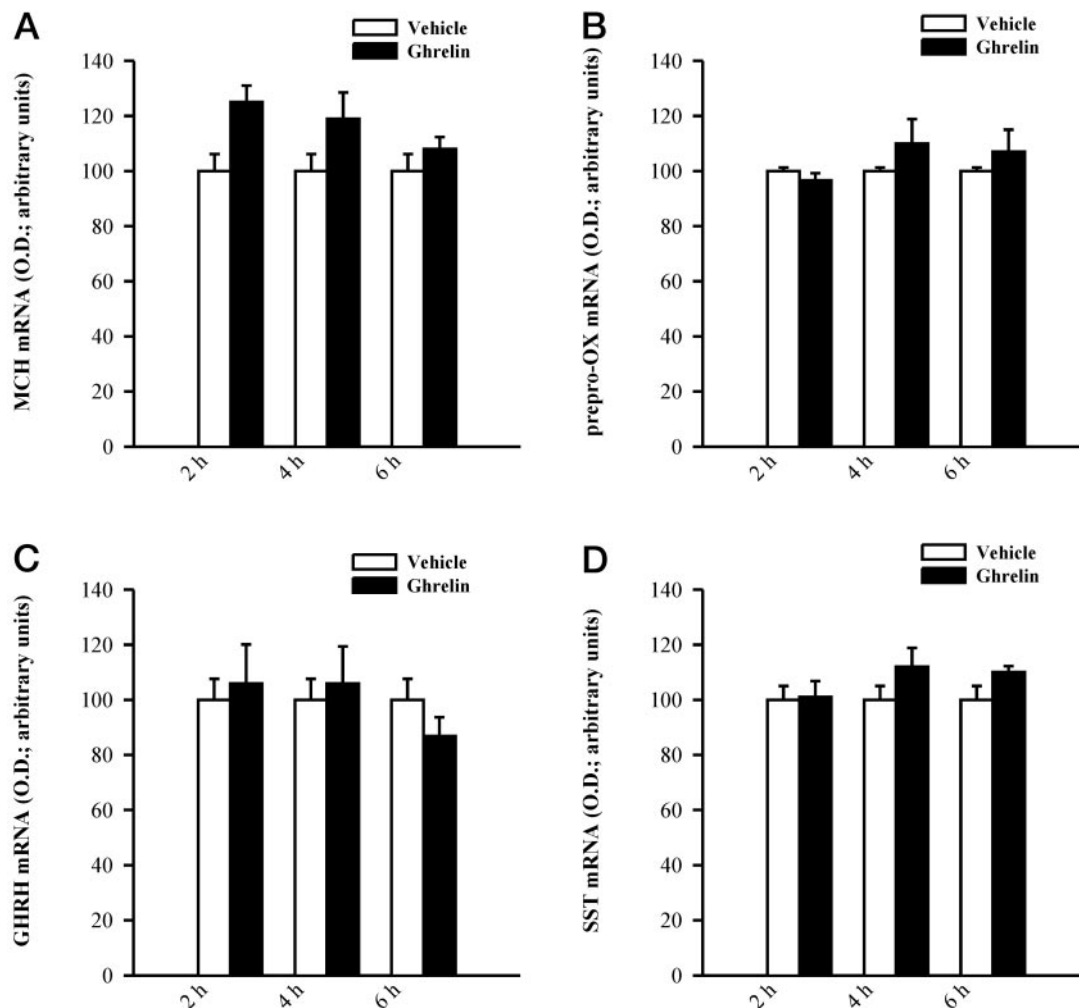 A
Vehicle
Ghrelin
MCH mRNA (O.D.; arbitrary units)
140
120
100
80
60
40
20
0
2 h
4 h
6 h
B
Vehicle
Ghrelin
prepro-OX mRNA (O.D.; arbitrary units)
140
120
100
80
60
40
20
0
2 h
4 h
6 h
C
Vehicle
Ghrelin
GHRH mRNA (O.D.; arbitrary units)
140
120
100
80
60
40
20
0
2 h
4 h
6 h
D
Vehicle
Ghrelin
SST mRNA (O.D.; arbitrary units)
140
120
100
80
60
40
20
0
2 h
4 h
6 h